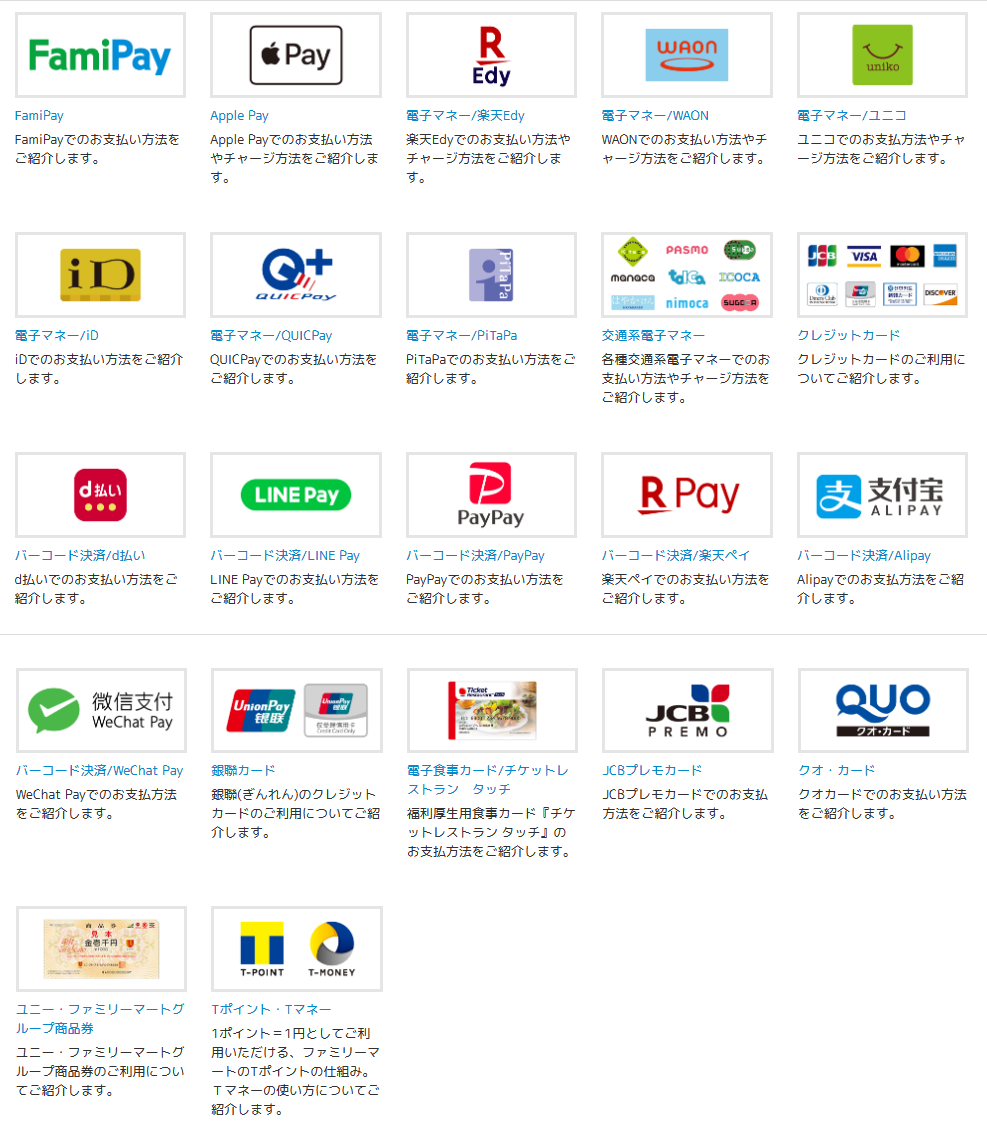 FamiPay
Pay
R
Edy
WAON
uniko
FamiPay
FamiPayでのお支払い方法を
ご紹介します。
Apple Pay
Apple Payでのお支払い方法
やチャージ方法をご紹介しま
す。
電子マネー/楽天Edy
楽天Edyでのお支払い方法や
チャージ方法をご紹介しま
す。
電子マネー/WAON
WAONでのお支払い方法やチ
ャージ方法をご紹介します。
電子マネー/ユニコ
ユニコでのお支払方法やチャ
ージ方法をご紹介します。
iD
Q+
QUICPay
PiTaPa
PASMO
manaca
TOICA
ICOCA
はやかけん
nimoca
SUGOCA
JCB
VISA
mastercard
Diners Club
DISCOVER
電子マネー/iD
iDでのお支払い方法をご紹介
します。
電子マネー/QUICPay
QUICPayでのお支払い方法を
ご紹介します。
電子マネー/PiTaPa
PiTaPaでのお支払い方法をご
紹介します。
交通系電子マネー
各種交通系電子マネーでのお
支払い方法やチャージ方法を
ご紹介します。
クレジットカード
クレジットカードのご利用に
ついてご紹介します。
d払い
LINE Pay
P
PayPay
R Pay
支 支付宝
ALIPAY
バーコード決済/d払い
d払いでのお支払い方法をご
紹介します。
バーコード決済/LINE Pay
LINE Payでのお支払い方法を
ご紹介します。
バーコード決済/PayPay
PayPayでのお支払い方法を
ご紹介します。
バーコード決済/楽天ペイ
楽天ペイでのお支払い方法を
ご紹介します。
バーコード決済/Alipay
Alipayでのお支払方法をご紹
介します。
微信支付
WeChat Pay
UnionPay
银联
UnionPay
银联
Credit Card Only
Ticket
Restaurant
JCB
PREMO
QUO
クオ・カード
バーコード決済/WeChat Pay
WeChat Payでのお支払方法
をご紹介します。
銀聯カード
銀聯(ぎんれん)のクレジット
カードのご利用についてご紹
介します。
電子食事カード/チケットレ
ストラン　タッチ
福利厚生用食事カード『チケ
ットレストラン タッチ』の
お支払方法をご紹介します。
JCBプレモカード
JCBプレモカードでのお支払
方法をご紹介します。
クオ・カード
クオカードでのお支払い方法
をご紹介します。
商品券
見本
金壱千円
T-POINT
T-MONEY
ユニー・ファミリーマートグ
ループ商品券
ユニー・ファミリーマートグ
ループ商品券のご利用につい
てご紹介します。
Tポイント・Tマネー
1ポイント＝1円としてご利
用いただける、ファミリーマ
ートのTポイントの仕組み。
Ｔマネーの使い方についてご
紹介します。